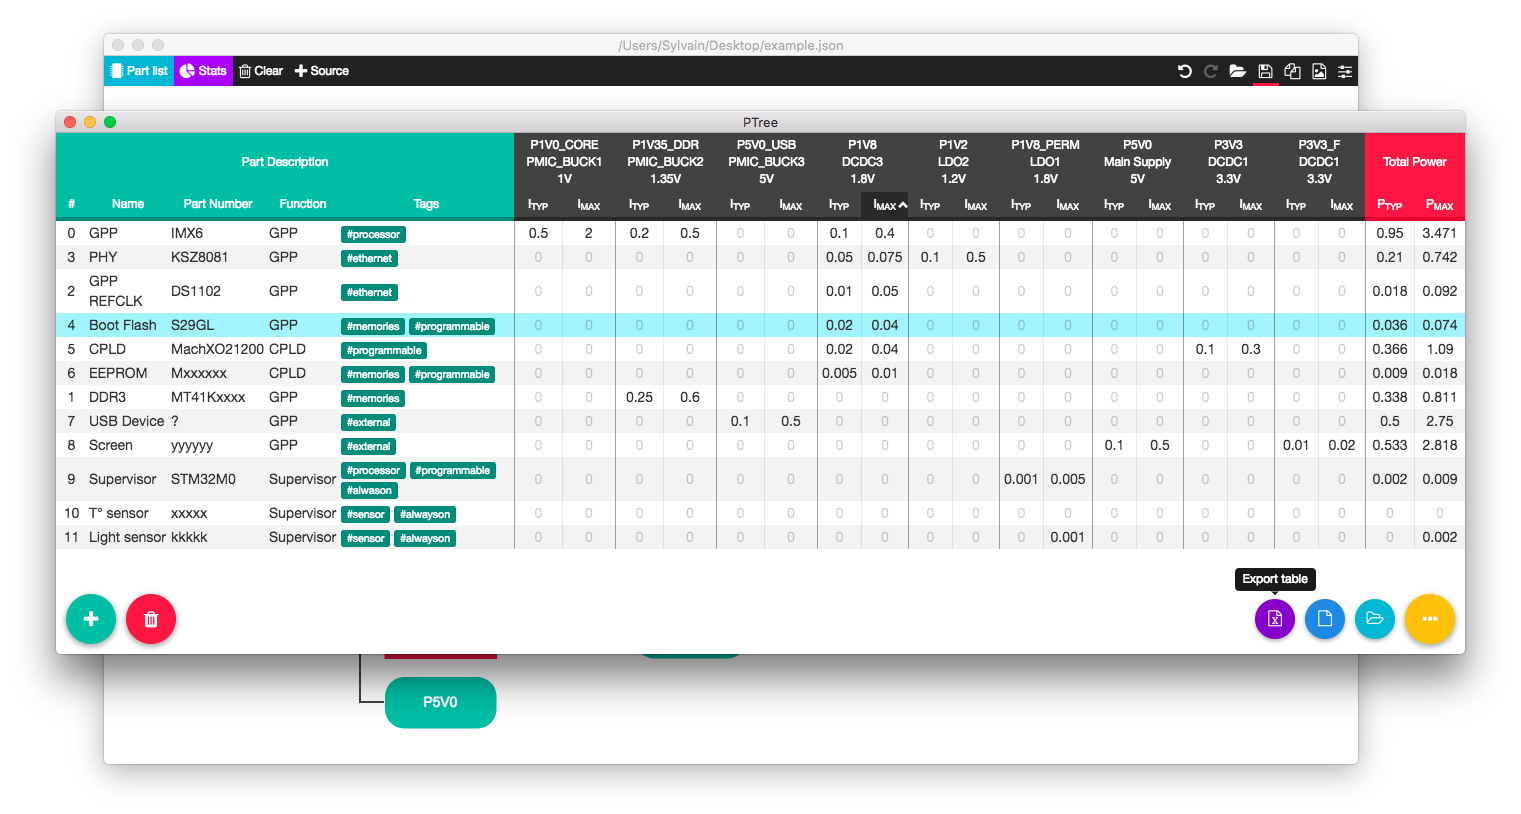 /Users/Sylvain/Desktop/example.json
Part list Stats Clear Source
PTree
Part Description P1V0_CORE P1V35_DDR P5V0_USB P1V8 P1V2 P1V8_PERM P5V0 P3V3 P3V3_F Total Power
PMIC_BUCK1 PMIC_BUCK2 PMIC_BUCK3 DCDC3 LDO2 LDO1 Main Supply DCDC1 DCDC1
1V 1.35V 5V 1.8V 1.2V 1.8V 5V 3.3V 3.3V
# Name Part Number Function Tags ITYP IMAX ITYP IMAX ITYP IMAX ITYP IMAX ITYP IMAX ITYP IMAX ITYP IMAX ITYP IMAX ITYP IMAX PTYP PMAX
0 GPP IMX6 GPP #processor 0.5 2 0.2 0.5 0 0 0.1 0.4 0 0 0 0 0 0 0 0 0 0 0.95 3.471
3 PHY KSZ8081 GPP #ethernet 0 0 0 0 0 0 0.05 0.075 0.1 0.5 0 0 0 0 0 0 0 0 0.21 0.742
2 GPP REFCLK DS1102 GPP #ethernet 0 0 0 0 0 0 0.01 0.05 0 0 0 0 0 0 0 0 0 0 0.018 0.092
4 Boot Flash S29GL GPP #memories #programmable 0 0 0 0 0 0 0.02 0.04 0 0 0 0 0 0 0 0 0 0 0.036 0.074
5 CPLD MachXO21200 CPLD #programmable 0 0 0 0 0 0 0.02 0.04 0 0 0 0 0 0 0.1 0.3 0 0 0.366 1.09
6 EEPROM Mxxxxxx CPLD #memories #programmable 0 0 0 0 0 0 0.005 0.01 0 0 0 0 0 0 0 0 0 0 0.009 0.018
1 DDR3 MT41Kxxxx GPP #memories 0 0 0.25 0.6 0 0 0 0 0 0 0 0 0 0 0 0 0 0 0.338 0.811
7 USB Device ? GPP #external 0 0 0 0 0.1 0.5 0 0 0 0 0 0 0 0 0 0 0 0 0.5 2.75
8 Screen yyyyyy GPP #external 0 0 0 0 0 0 0 0 0 0 0 0 0.1 0.5 0 0 0.01 0.02 0.533 2.818
9 Supervisor STM32M0 Supervisor #processor #programmable #alwason 0 0 0 0 0 0 0 0 0 0 0.001 0.005 0 0 0 0 0 0 0.002 0.009
10 T° sensor xxxxx Supervisor #sensor #alwayson 0 0 0 0 0 0 0 0 0 0 0 0 0 0 0 0 0 0 0 0
11 Light sensor kkkkk Supervisor #sensor #alwayson 0 0 0 0 0 0 0 0 0 0 0 0.001 0 0 0 0 0 0 0 0.002
Export table
P5V0